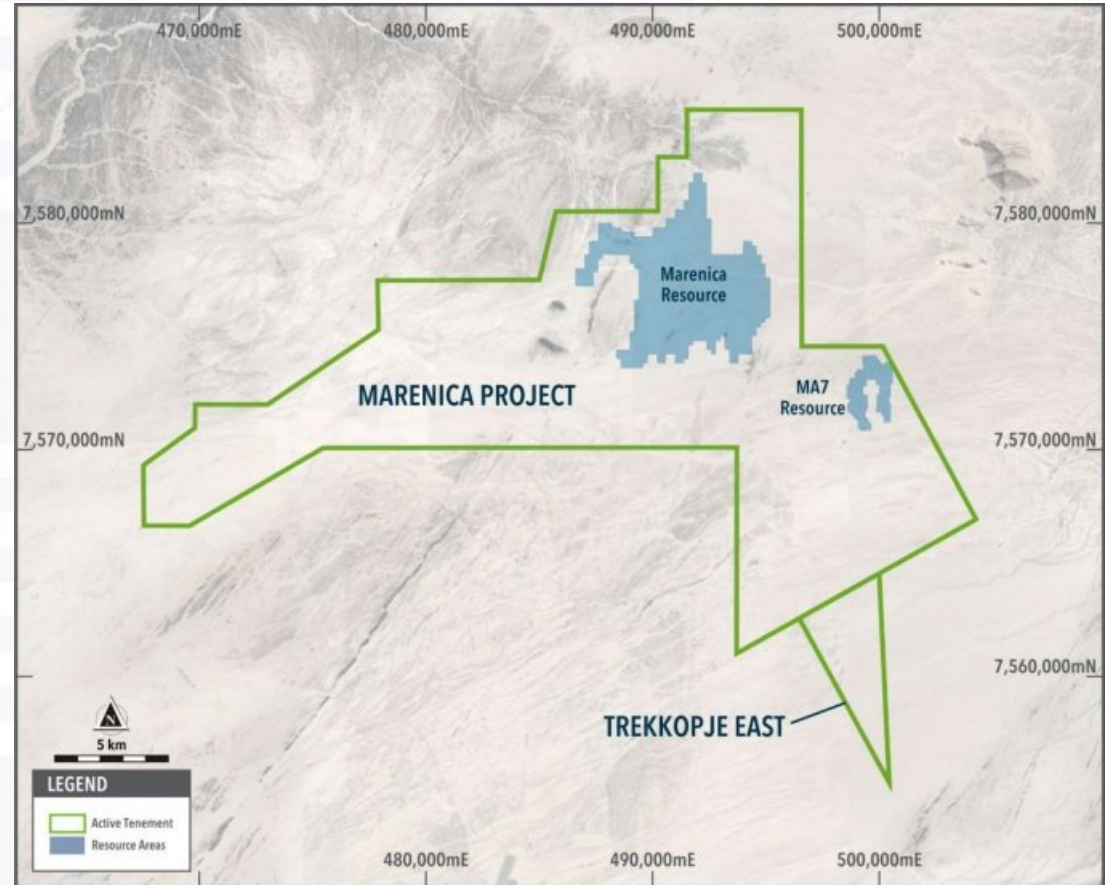 470,000mE
480,000mE
490,000mE
500,000mE
7,580,000mN
7,580,000mN
Marenica
Resource
MARENICA PROJECT
MA7
Resource
7,570,000mN
7,570,000mN
7,560,000mN
TREKKOPJE EAST
N
5 km
LEGEND
Active Tenement
Resource Areas
480,000mE
490,000mE
500,000mE